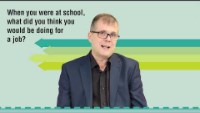 When you were at school,
what did you think you
would be doing for
a job?